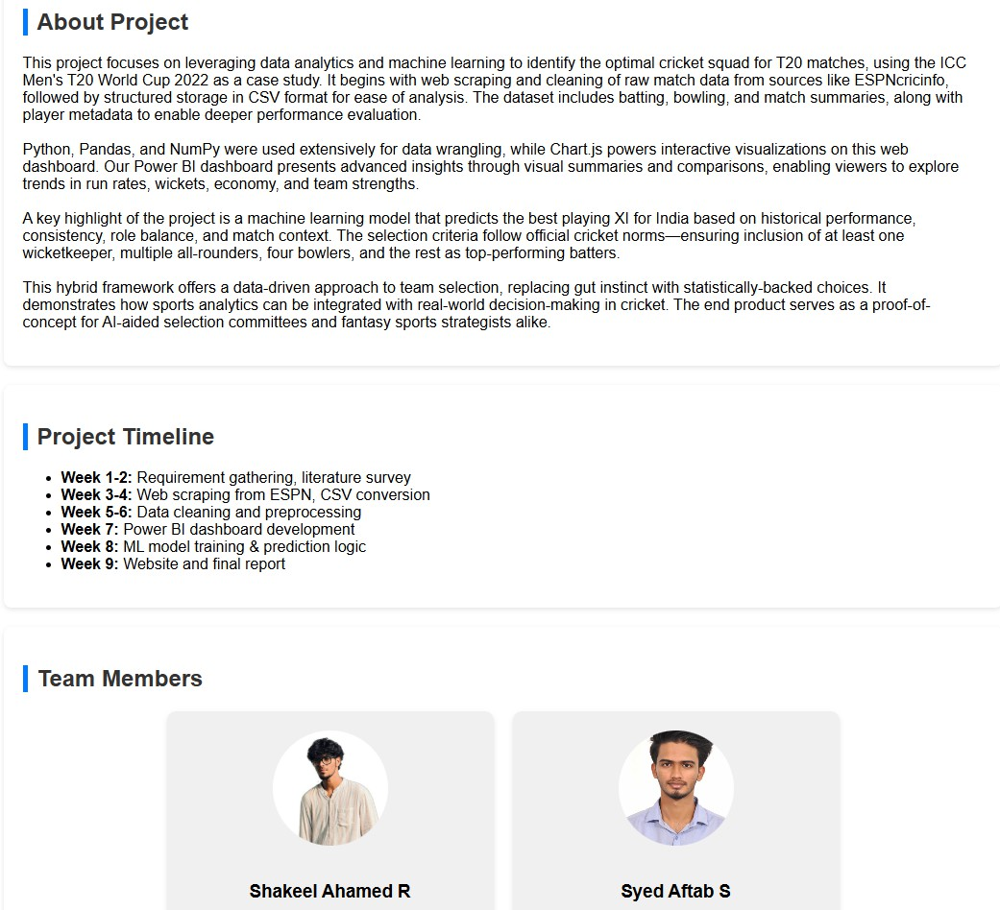 About Project
This project focuses on leveraging data analytics and machine learning to identify the optimal cricket squad for T20 matches, using the ICC
Men's T20 World Cup 2022 as a case study. It begins with web scraping and cleaning of raw match data from sources like ESPNcricinfo,
followed by structured storage in CSV format for ease of analysis. The dataset includes batting, bowling, and match summaries, along with
player metadata to enable deeper performance evaluation.
Python, Pandas, and NumPy were used extensively for data wrangling, while Chart.js powers interactive visualizations on this web
dashboard. Our Power BI dashboard presents advanced insights through visual summaries and comparisons, enabling viewers to explore
trends in run rates, wickets, economy, and team strengths.
A key highlight of the project is a machine learning model that predicts the best playing XI for India based on historical performance,
consistency, role balance, and match context. The selection criteria follow official cricket norms—ensuring inclusion of at least one
wicketkeeper, multiple all-rounders, four bowlers, and the rest as top-performing batters.
This hybrid framework offers a data-driven approach to team selection, replacing gut instinct with statistically-backed choices. It
demonstrates how sports analytics can be integrated with real-world decision-making in cricket. The end product serves as a proof-of-
concept for AI-aided selection committees and fantasy sports strategists alike.
Project Timeline
• Week 1-2: Requirement gathering, literature survey
• Week 3-4: Web scraping from ESPN, CSV conversion
• Week 5-6: Data cleaning and preprocessing
• Week 7: Power BI dashboard development
• Week 8: ML model training & prediction logic
• Week 9: Website and final report
Team Members
Shakeel Ahamed R
Syed Aftab S